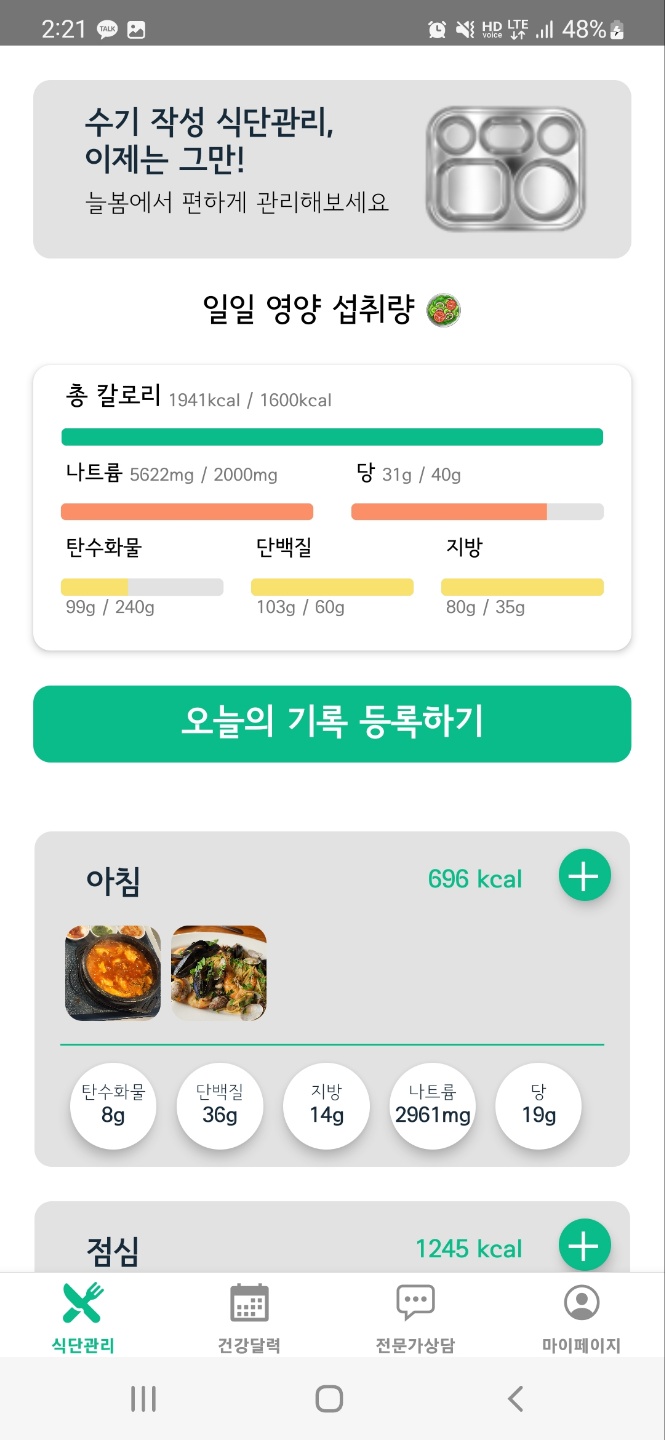 2:21 TALK HD voice LTE 48%
수기 작성 식단관리,
이제는 그만!
늘봄에서 편하게 관리해보세요
일일 영양 섭취량
총 칼로리 1941kcal / 1600kcal
나트륨 5622mg / 2000mg 당 31g / 40g
탄수화물 단백질 지방
99g / 240g 103g / 60g 80g / 35g
오늘의 기록 등록하기
아침 696 kcal
탄수화물 단백질 지방 나트륨 당
8g 36g 14g 2961mg 19g
점심 1245 kcal
식단관리 건강달력 전문가상담 마이페이지